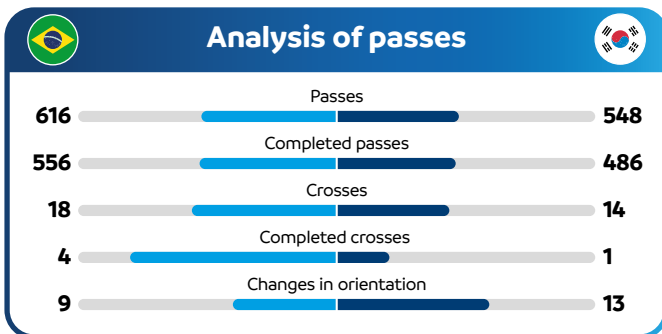 Analysis of passes
Passes
616 548
Completed passes
556 486
Crosses
18 14
Completed crosses
4 1
Changes in orientation
9 13